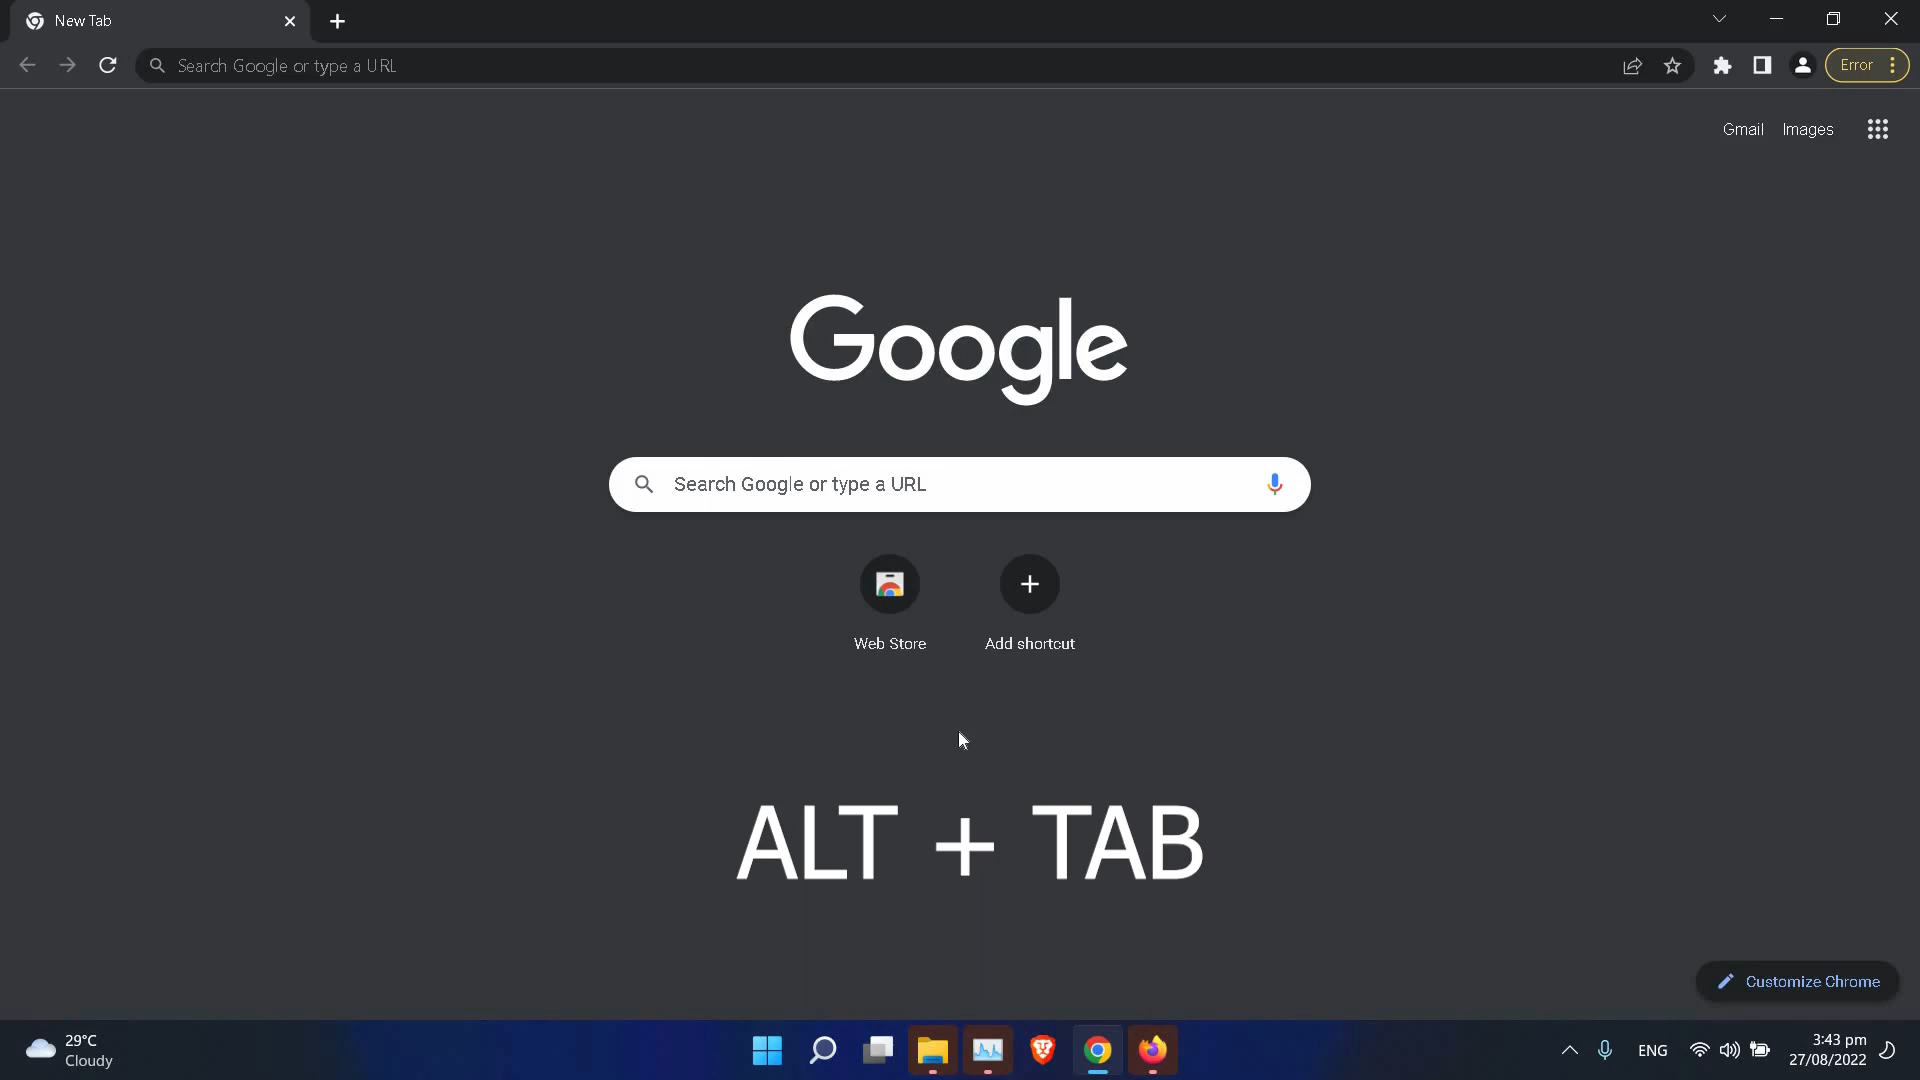 New Tab
Search Google or type a URL
Error
Gmail Images
Google
Search Google or type a URL
Web Store
Add shortcut
ALT + TAB
Customize Chrome
29°C
Cloudy
ENG
3:43 pm
27/08/2022